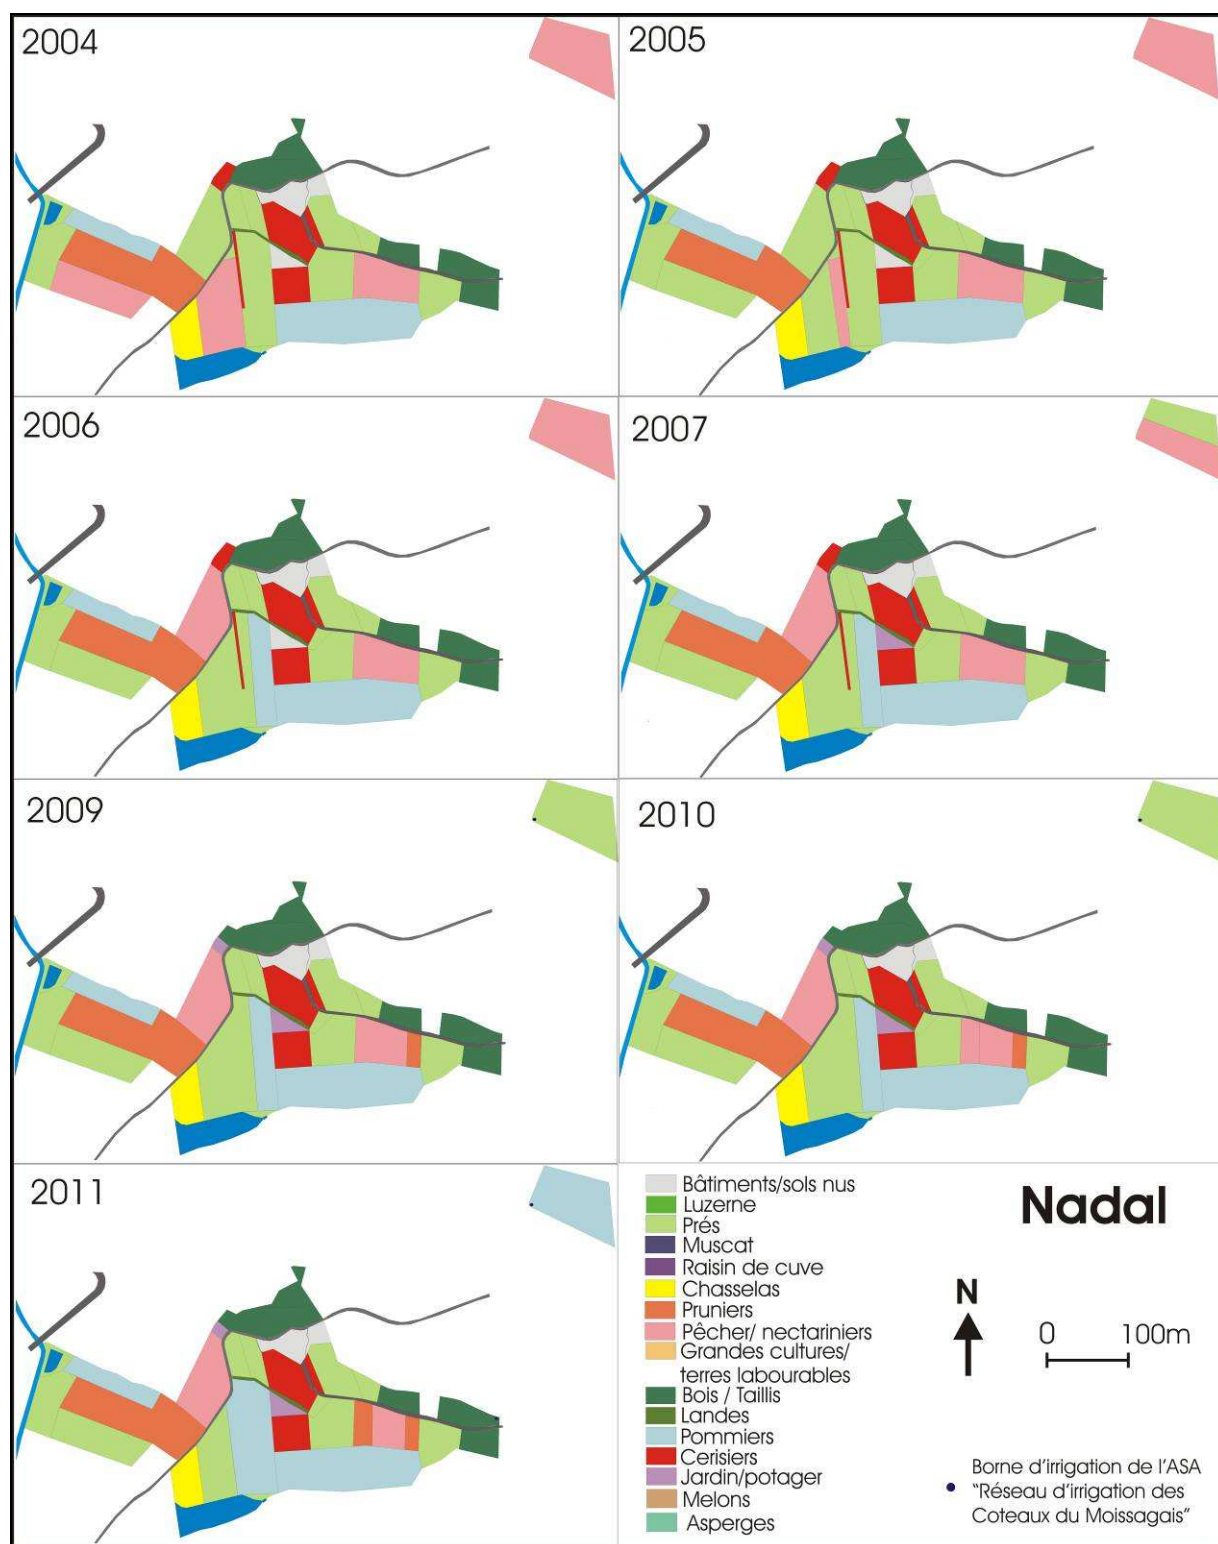 2004
2005
2006
2007
2009
2010
2011
Bâtiments/sols nus
Luzerne
Prés
Muscat
Raisin de cuve
Chasselas
Pruniers
Pêcher/ nectariniers
Grandes cultures/
terres labourables
Bois / Taillis
Landes
Pommiers
Cerisiers
Jardin/potager
Melons
Asperges
Nadal
N
0 100m
Borne d'irrigation de l'ASA
"Réseau d'irrigation des
Coteaux du Moissagais"